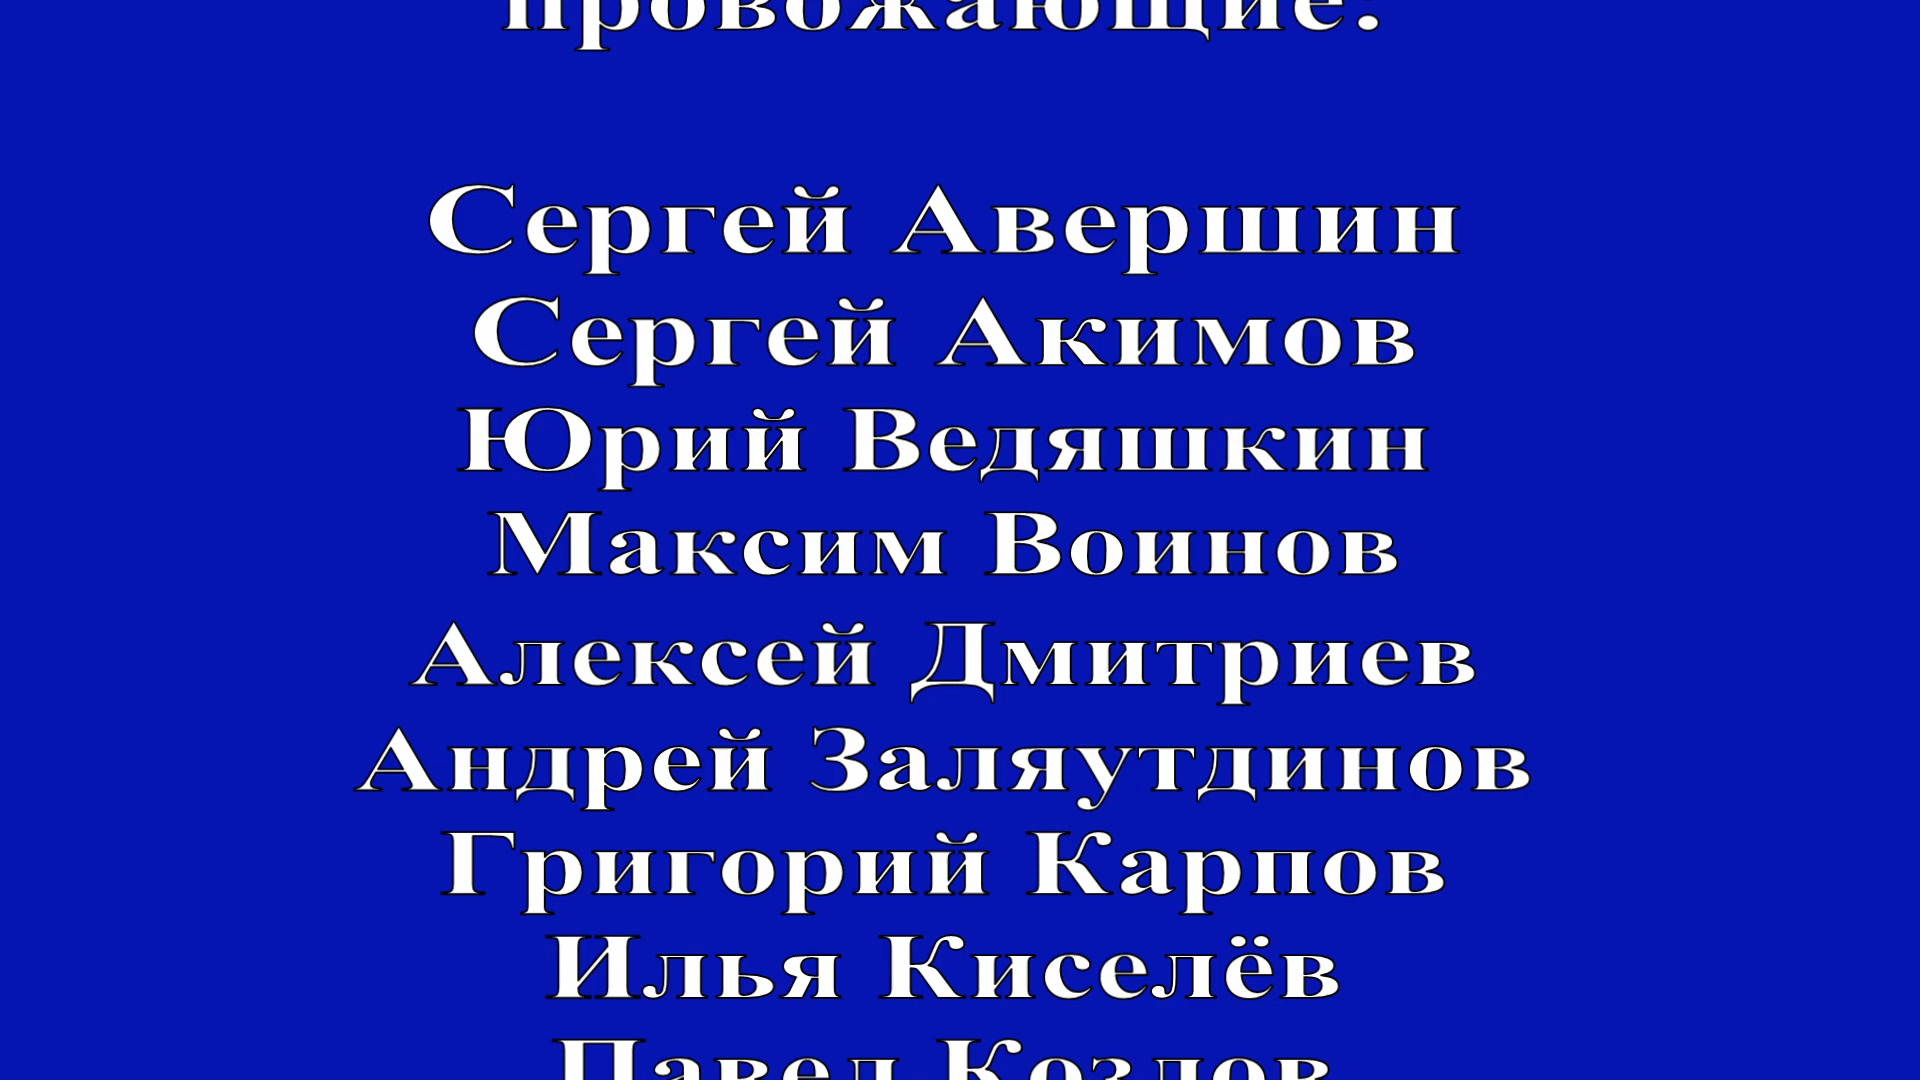 провожающие:
Сергей Авершин
Сергей Акимов
Юрий Ведяшкин
Максим Воинов
Алексей Дмитриев
Андрей Заляутдинов
Григорий Карпов
Илья Киселёв
Павел Козлов